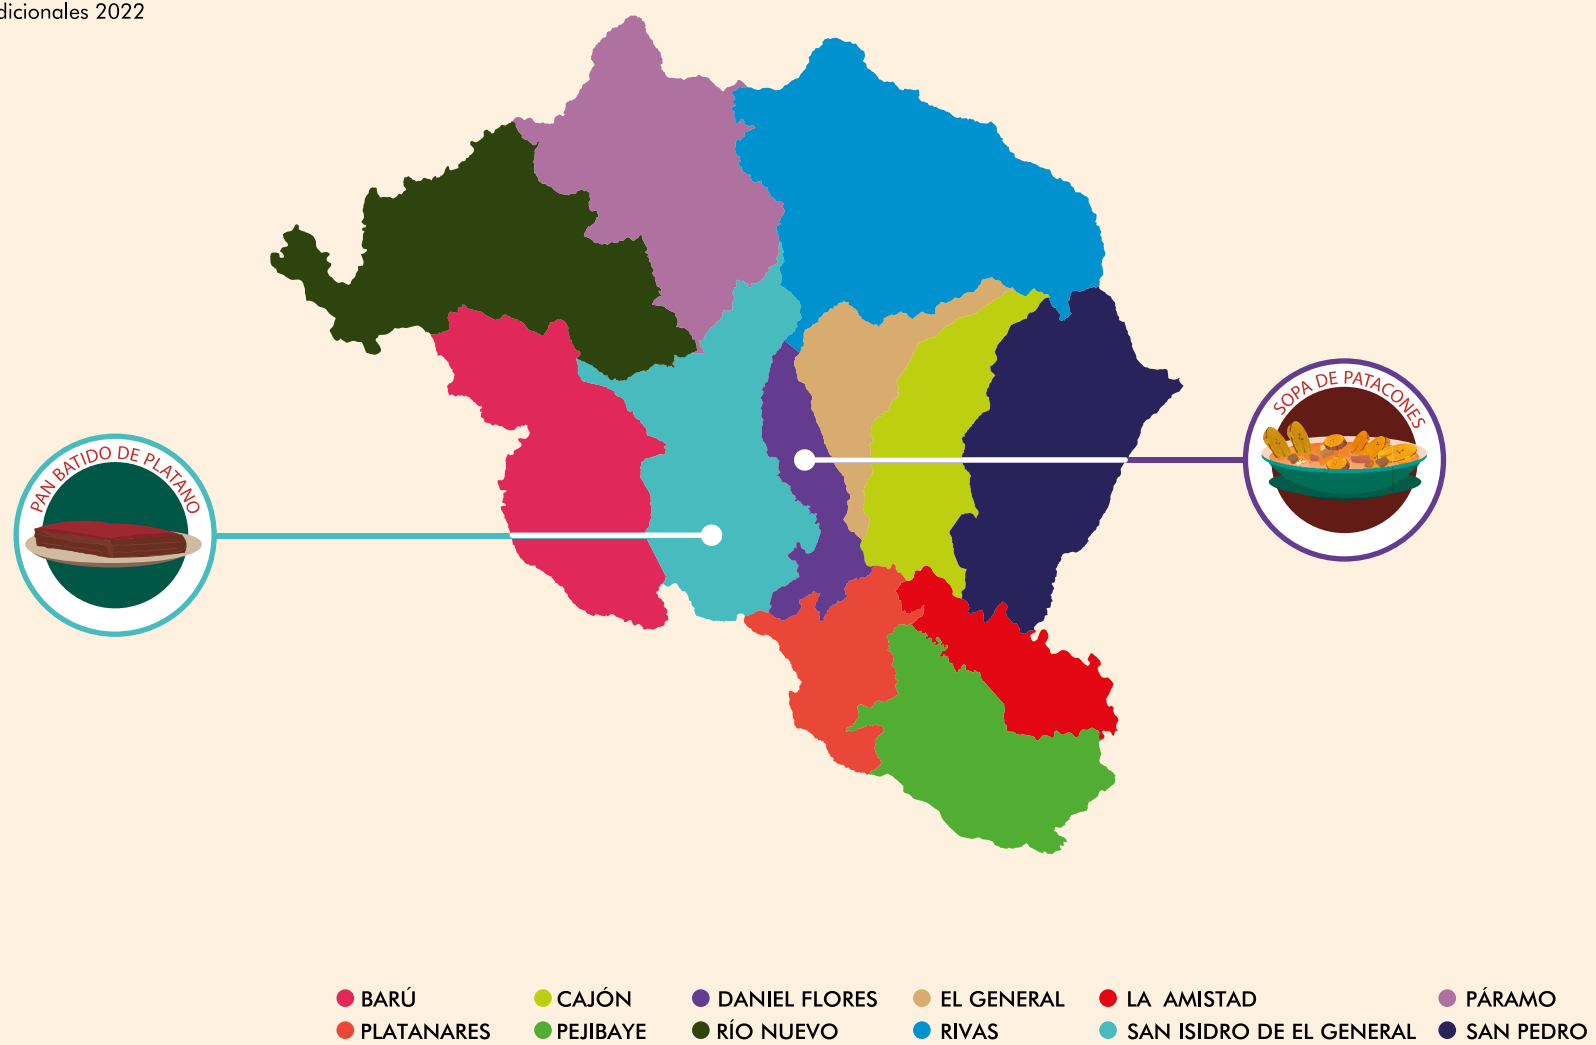 dicionales 2022
SOPA DE PATACONES
PAN BATIDO DE PLATANO
BARÚ
CAJÓN
DANIEL FLORES
EL GENERAL
LA AMISTAD
PÁRAMO
PLATANARES
PEJIBAYE
RÍO NUEVO
RIVAS
SAN ISIDRO DE EL GENERAL
SAN PEDRO